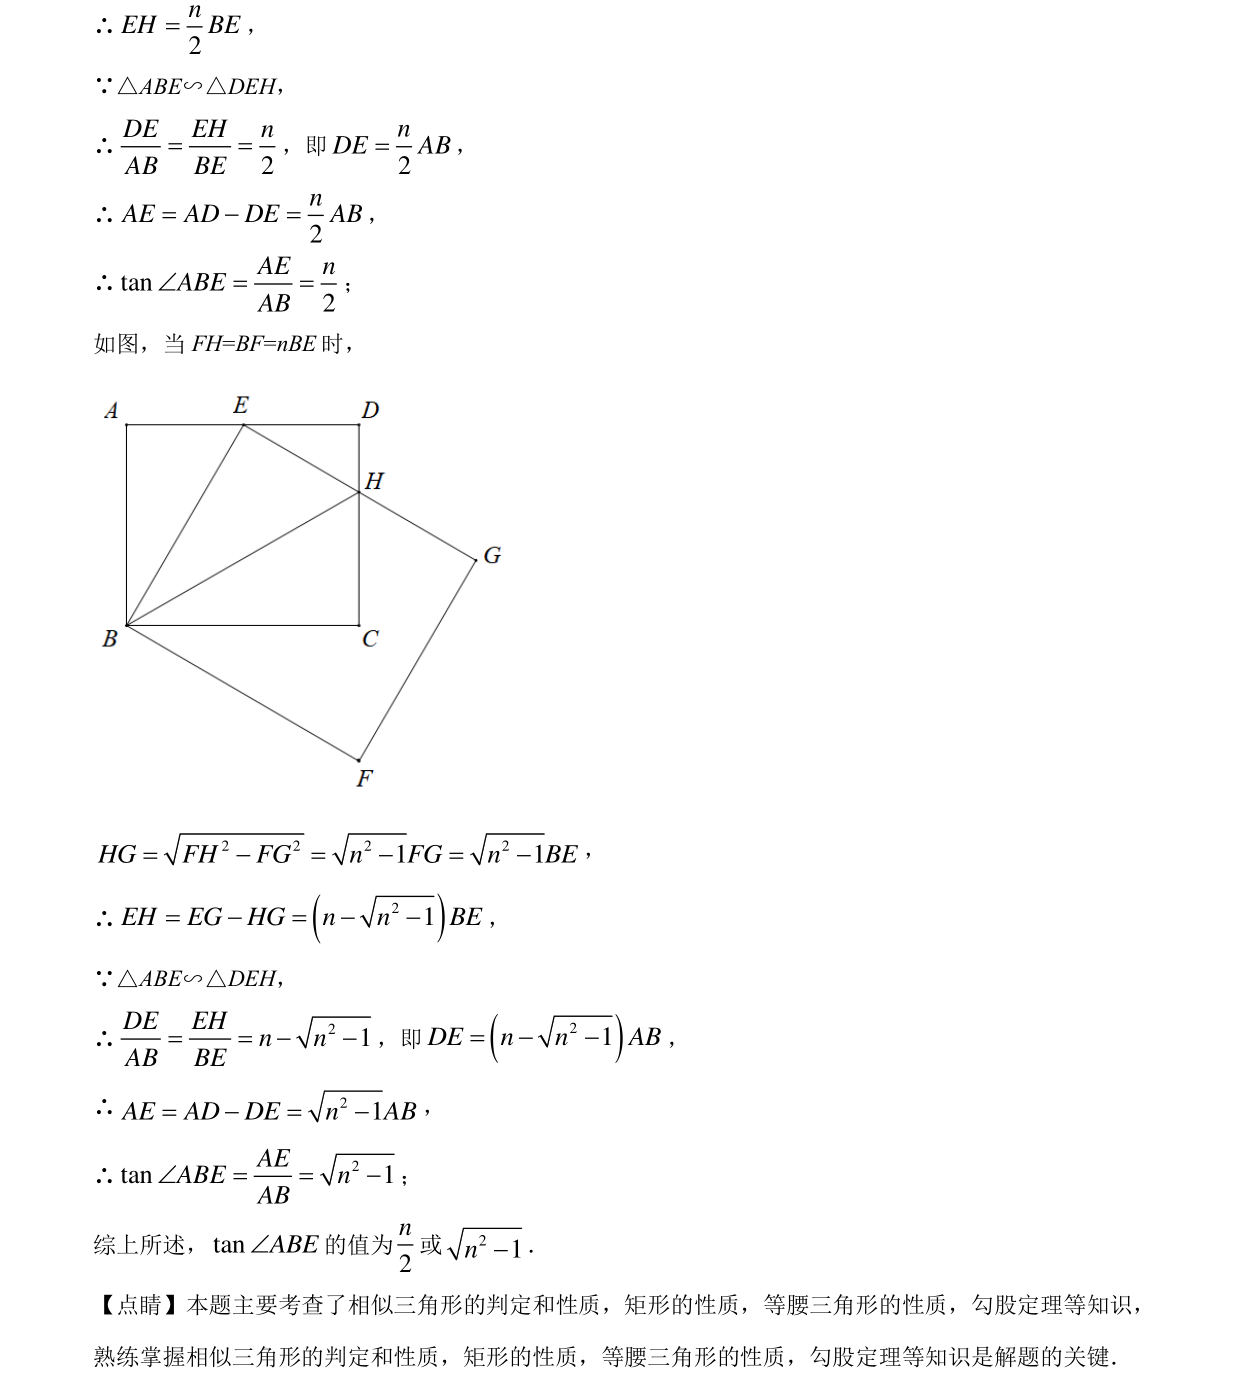 ∴ EH = n/2 BE，
∵△ABE∽△DEH，
∴ DE/AB = EH/BE = n/2，即 DE = n/2 AB，
∴ AE = AD − DE = n/2 AB，
∴ tan∠ABE = AE/AB = n/2；
如图，当 FH=BF=nBE 时，
A E D
H
G
B C
F
HG = √(FH² − FG²) = √(n² − 1)FG = √(n² − 1)BE，
∴ EH = EG − HG = (n − √(n² − 1))BE，
∵△ABE∽△DEH，
∴ DE/AB = EH/BE = n − √(n² − 1)，即 DE = (n − √(n² − 1))AB，
∴ AE = AD − DE = √(n² − 1)AB，
∴ tan∠ABE = AE/AB = √(n² − 1)；
综上所述，tan∠ABE 的值为 n/2 或 √(n² − 1)．
【点睛】本题主要考查了相似三角形的判定和性质，矩形的性质，等腰三角形的性质，勾股定理等知识，
熟练掌握相似三角形的判定和性质，矩形的性质，等腰三角形的性质，勾股定理等知识是解题的关键．